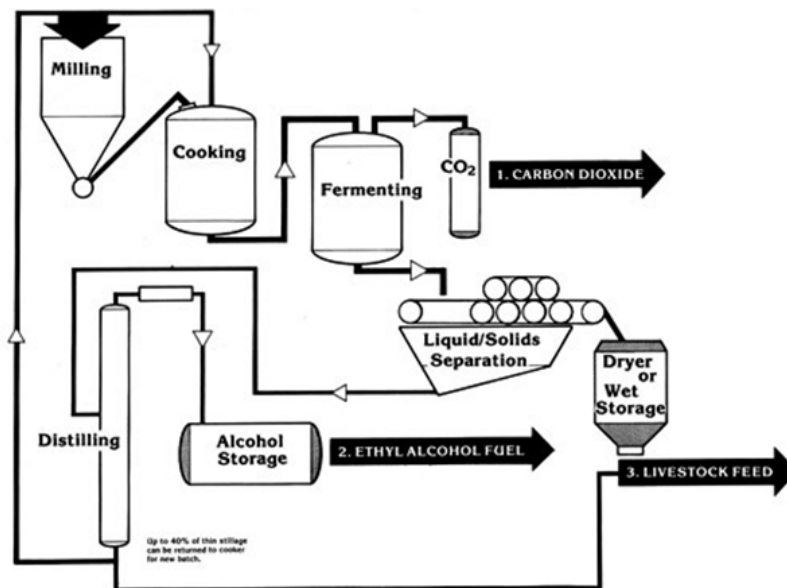 Milling
Cooking
Fermenting
CO2
1. CARBON DIOXIDE
Liquid/Solids
Separation
Dryer
or
Wet
Storage
Distilling
Alcohol
Storage
2. ETHYL ALCOHOL FUEL
3. LIVESTOCK FEED
Up to 40% of thin stillage
can be returned to cooker
for new batch.